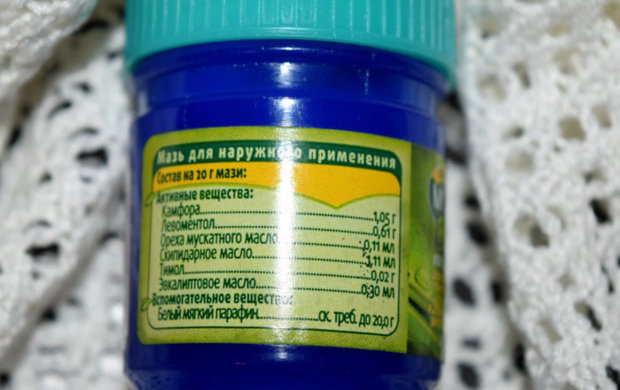 Мазь для наружного применения
Состав на 20 г мази:
Активные вещества:
Камфора 1,05 г
Левоментол 0,61 г
Ореха мускатного масло 0,11 мл
Скипидарное масло 1,11 мл
Тимол 0,02 г
Эвкалиптовое масло 0,30 мл
Вспомогательное вещество:
Белый мягкий парафин ск. треб. до 20,0 г